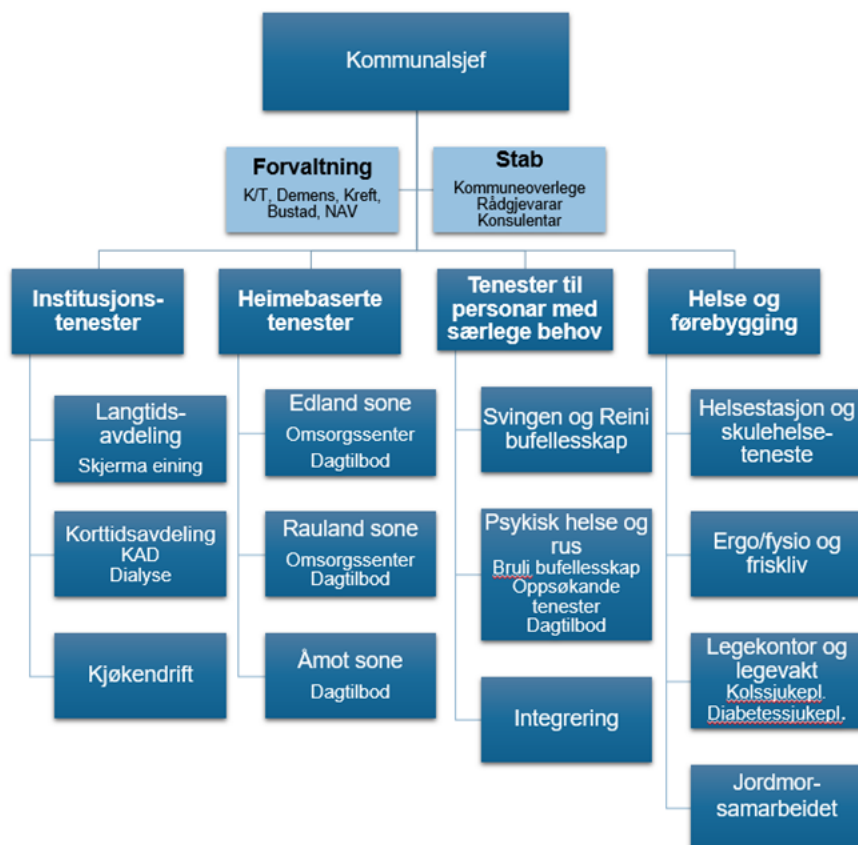 Kommunalsjef
Forvaltning
K/T, Demens, Kreft,
Bustad, NAV
Stab
Kommuneoverlege
Rådgjevarar
Konsulentar
Institusjons-
tenester
Langtids-
avdeling
Skjerma eining
Korttidsavdeling
KAD
Dialyse
Kjøkendrift
Heimebaserte
tenester
Edland sone
Omsorgssenter
Dagtilbod
Rauland sone
Omsorgssenter
Dagtilbod
Åmot sone
Dagtilbod
Tenester til
personar med
særlege behov
Svingen og Reini
bufellesskap
Psykisk helse og
rus
Bruli bufellesskap
Oppsøkande
tenester
Dagtilbod
Integrering
Helse og
førebygging
Helsestasjon og
skulehelse-
teneste
Ergo/fysio og
friskliv
Legekontor og
legevakt
Kolssjukepl.
Diabetessjukepl.
Jordmor-
samarbeidet